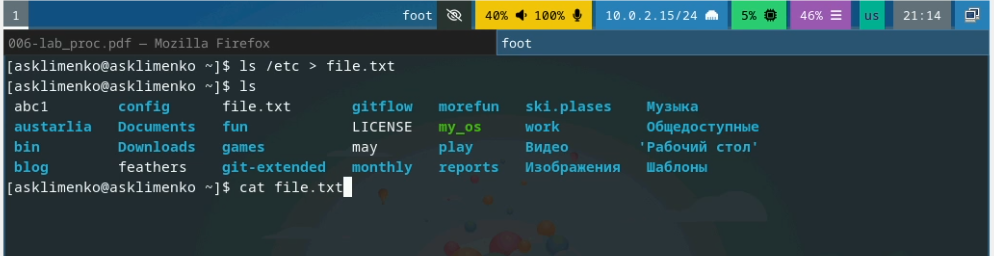 1 foot 40% 100% 10.0.2.15/24 5% 46% us 21:14
006-lab_proc.pdf — Mozilla Firefox foot
[asklimenko@asklimenko ~]$ ls /etc > file.txt
[asklimenko@asklimenko ~]$ ls
abc1 config file.txt gitflow morefun ski.plases Музыка
austarlia Documents fun LICENSE my_os work Общедоступные
bin Downloads games may play Видео 'Рабочий стол'
blog feathers git-extended monthly reports Изображения Шаблоны
[asklimenko@asklimenko ~]$ cat file.txt